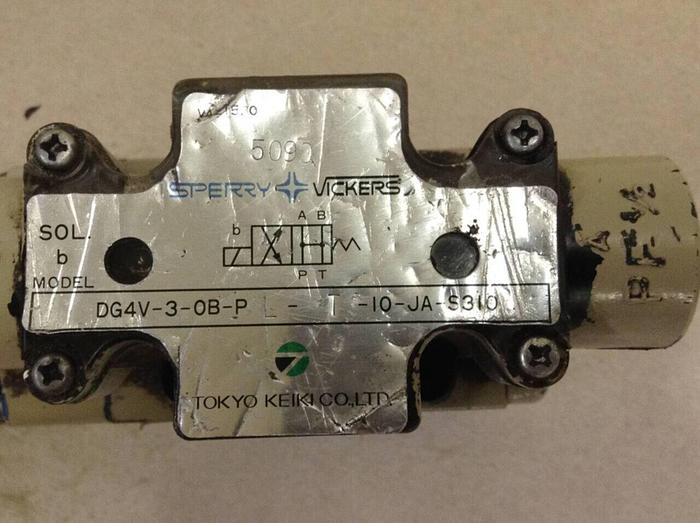 5090
SPERRY VICKERS
A B
SOL.
b
b
P T
MODEL
DG4V-3-0B-P L - T -10-JA-S310
TOKYO KEIKI CO.,LTD.